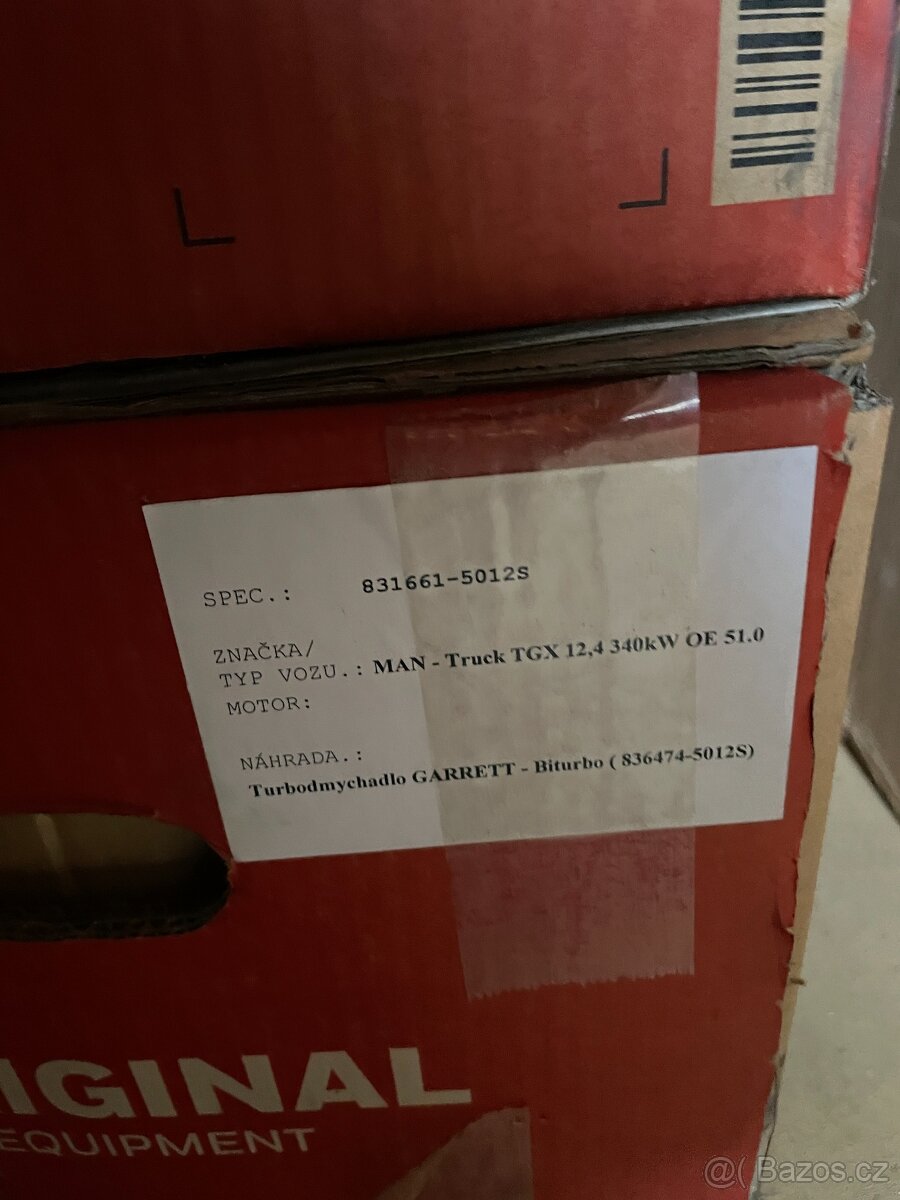 SPEC.: 831661-5012S
ZNAČKA/
TYP VOZU.: MAN - Truck TGX 12,4 340kW OE 51.0
MOTOR:
NÁHRADA.:
Turbodmychadlo GARRETT - Biturbo ( 836474-5012S)
IGINAL
EQUIPMENT
@( Bazos.cz